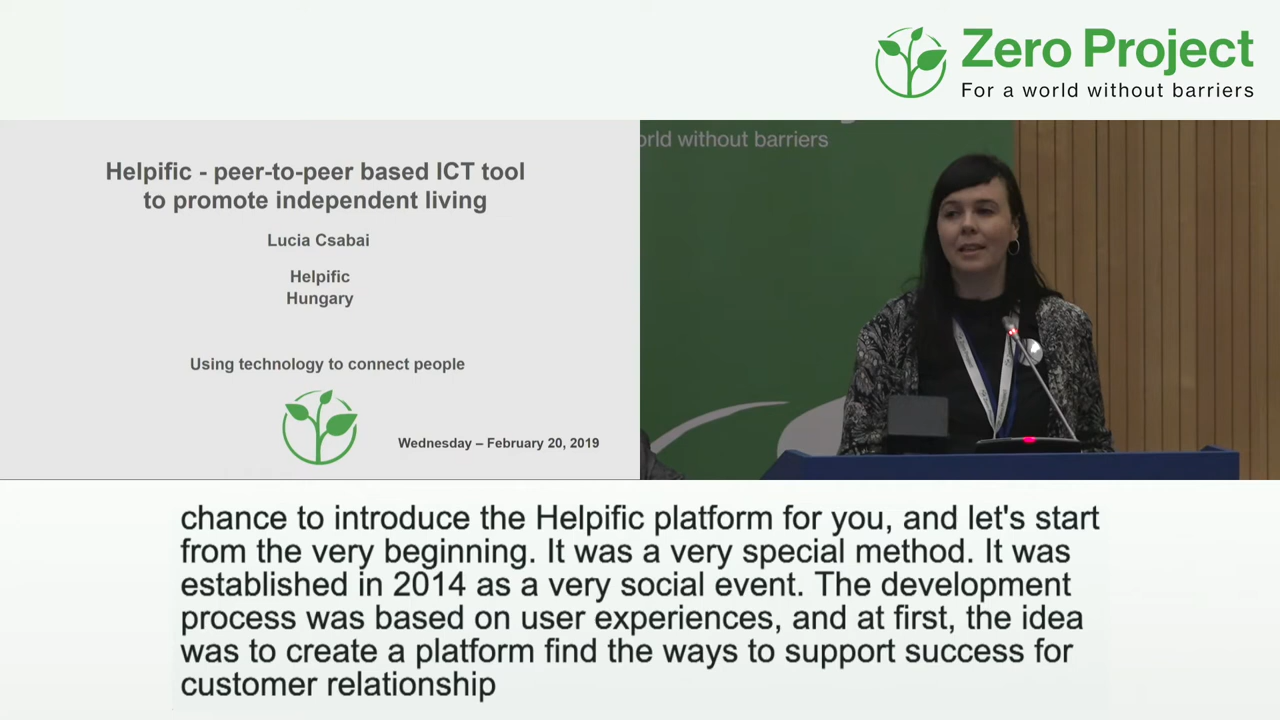 Zero Project
For a world without barriers
Helpific - peer-to-peer based ICT tool
to promote independent living
Lucia Csabai
Helpific
Hungary
Using technology to connect people
Wednesday – February 20, 2019
orld without barriers
chance to introduce the Helpific platform for you, and let's start
from the very beginning. It was a very special method. It was
established in 2014 as a very social event. The development
process was based on user experiences, and at first, the idea
was to create a platform find the ways to support success for
customer relationship